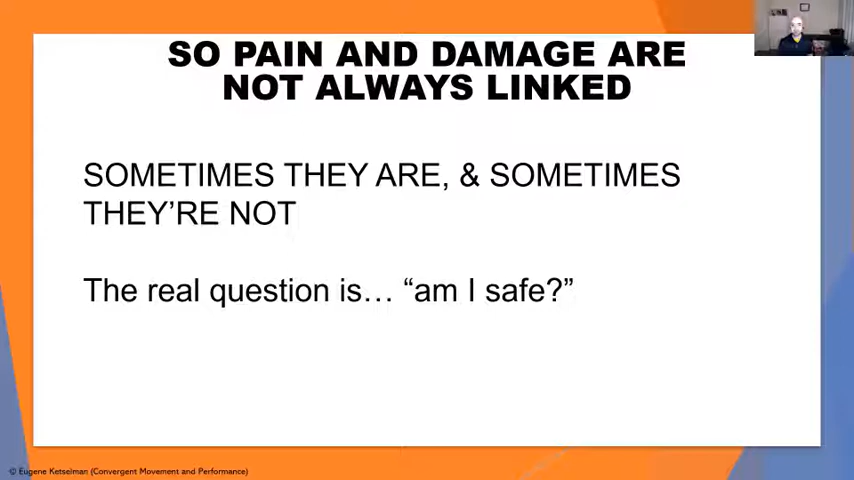 SO PAIN AND DAMAGE ARE
NOT ALWAYS LINKED
SOMETIMES THEY ARE, & SOMETIMES
THEY’RE NOT
The real question is… “am I safe?”
© Eugene Ketselman (Convergent Movement and Performance)